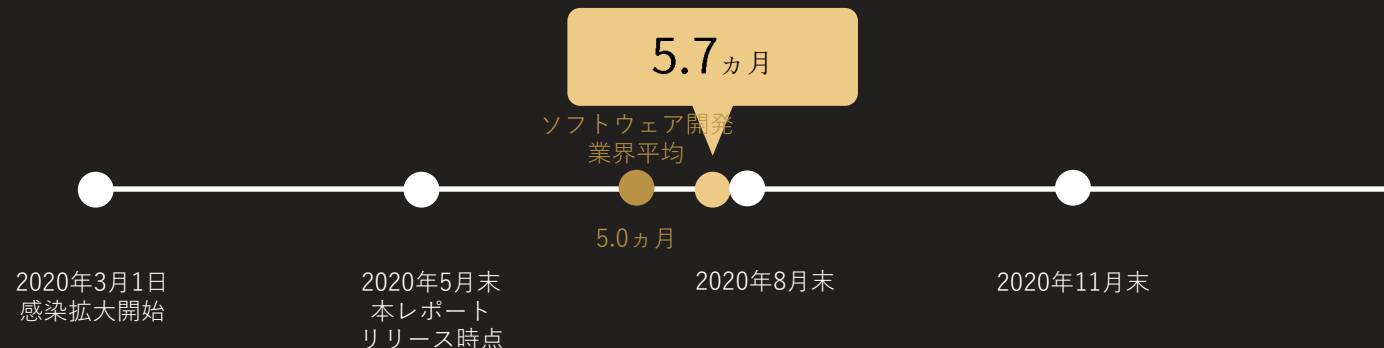 5.7ヵ月
ソフトウェア開発
業界平均
5.0ヵ月
2020年3月1日
感染拡大開始
2020年5月末
本レポート
リリース時点
2020年8月末
2020年11月末